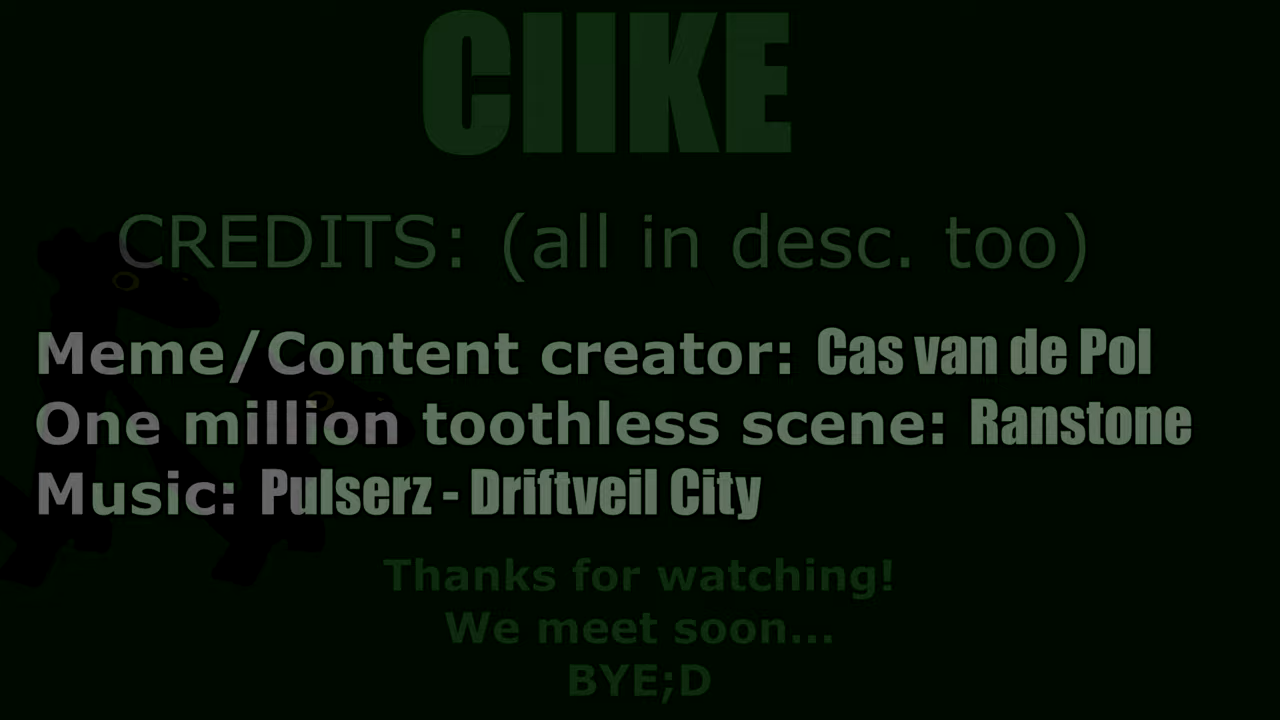 CIIKE
CREDITS: (all in desc. too)
Meme/Content creator: Cas van de Pol
One million toothless scene: Ranstone
Music: Pulserz - Driftveil City
Thanks for watching!
We meet soon...
BYE;D